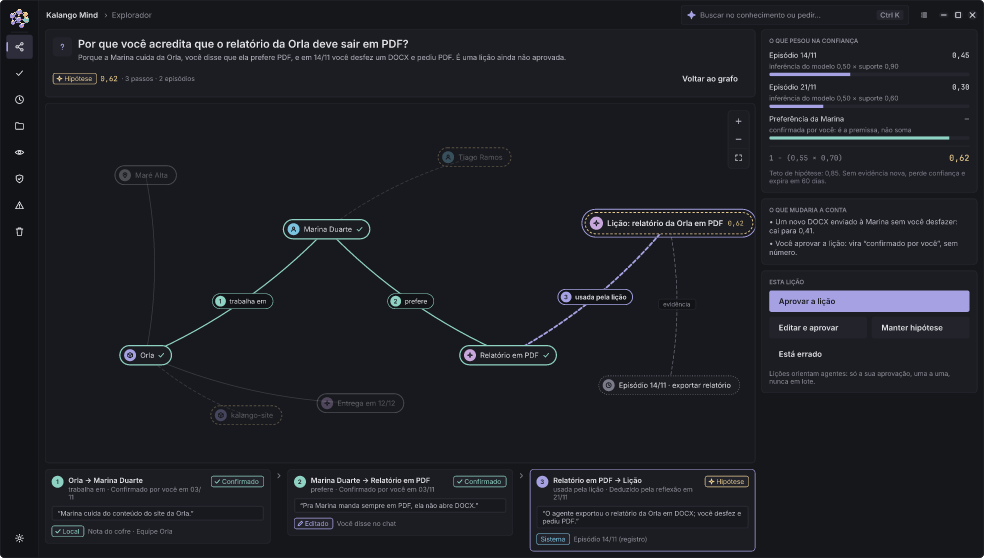 Kalango Mind › Explorador
Buscar no conhecimento ou pedir...
Ctrl K
?
Por que você acredita que o relatório da Orla deve sair em PDF?
Porque a Marina cuida da Orla, você disse que ela prefere PDF, e em 14/11 você desfez um DOCX e pediu PDF. É uma lição ainda não aprovada.
Hipótese 0,62 · 3 passos · 2 episódios
Voltar ao grafo
Maré Alta
Tiago Ramos
Marina Duarte
Lição: relatório da Orla em PDF 0,62
1 trabalha em
2 prefere
3 usada pela lição
evidência
Orla
Relatório em PDF
Episódio 14/11 · exportar relatório
Entrega em 12/12
kalango-site
1 Orla → Marina Duarte
Confirmado
trabalha em · Confirmado por você em 03/
11
"Marina cuida do conteúdo do site da Orla."
Local
Nota do cofre · Equipe Orla
2 Marina Duarte → Relatório em PDF
Confirmado
prefere · Confirmado por você em 03/11
"Pra Marina manda sempre em PDF, ela não abre DOCX."
Editado
Você disse no chat
3 Relatório em PDF → Lição
Hipótese
usada pela lição · Deduzido pela reflexão em
21/11
"O agente exportou o relatório da Orla em DOCX; você desfez e
pediu PDF."
Sistema
Episódio 14/11 (registro)
O QUE PESOU NA CONFIANÇA
Episódio 14/11 0,45
inferência do modelo 0,50 × suporte 0,90
Episódio 21/11 0,30
inferência do modelo 0,50 × suporte 0,60
Preferência da Marina –
confirmada por você: é a premissa, não soma
1 - (0,55 × 0,70) 0,62
Teto de hipótese: 0,85. Sem evidência nova, perde confiança e
expira em 60 dias.
O QUE MUDARIA A CONTA
• Um novo DOCX enviado à Marina sem você desfazer:
cai para 0,41.
• Você aprovar a lição: vira "confirmado por você", sem
número.
ESTA LIÇÃO
Aprovar a lição
Editar e aprovar
Manter hipótese
Está errado
Lições orientam agentes: só a sua aprovação, uma a uma,
nunca em lote.